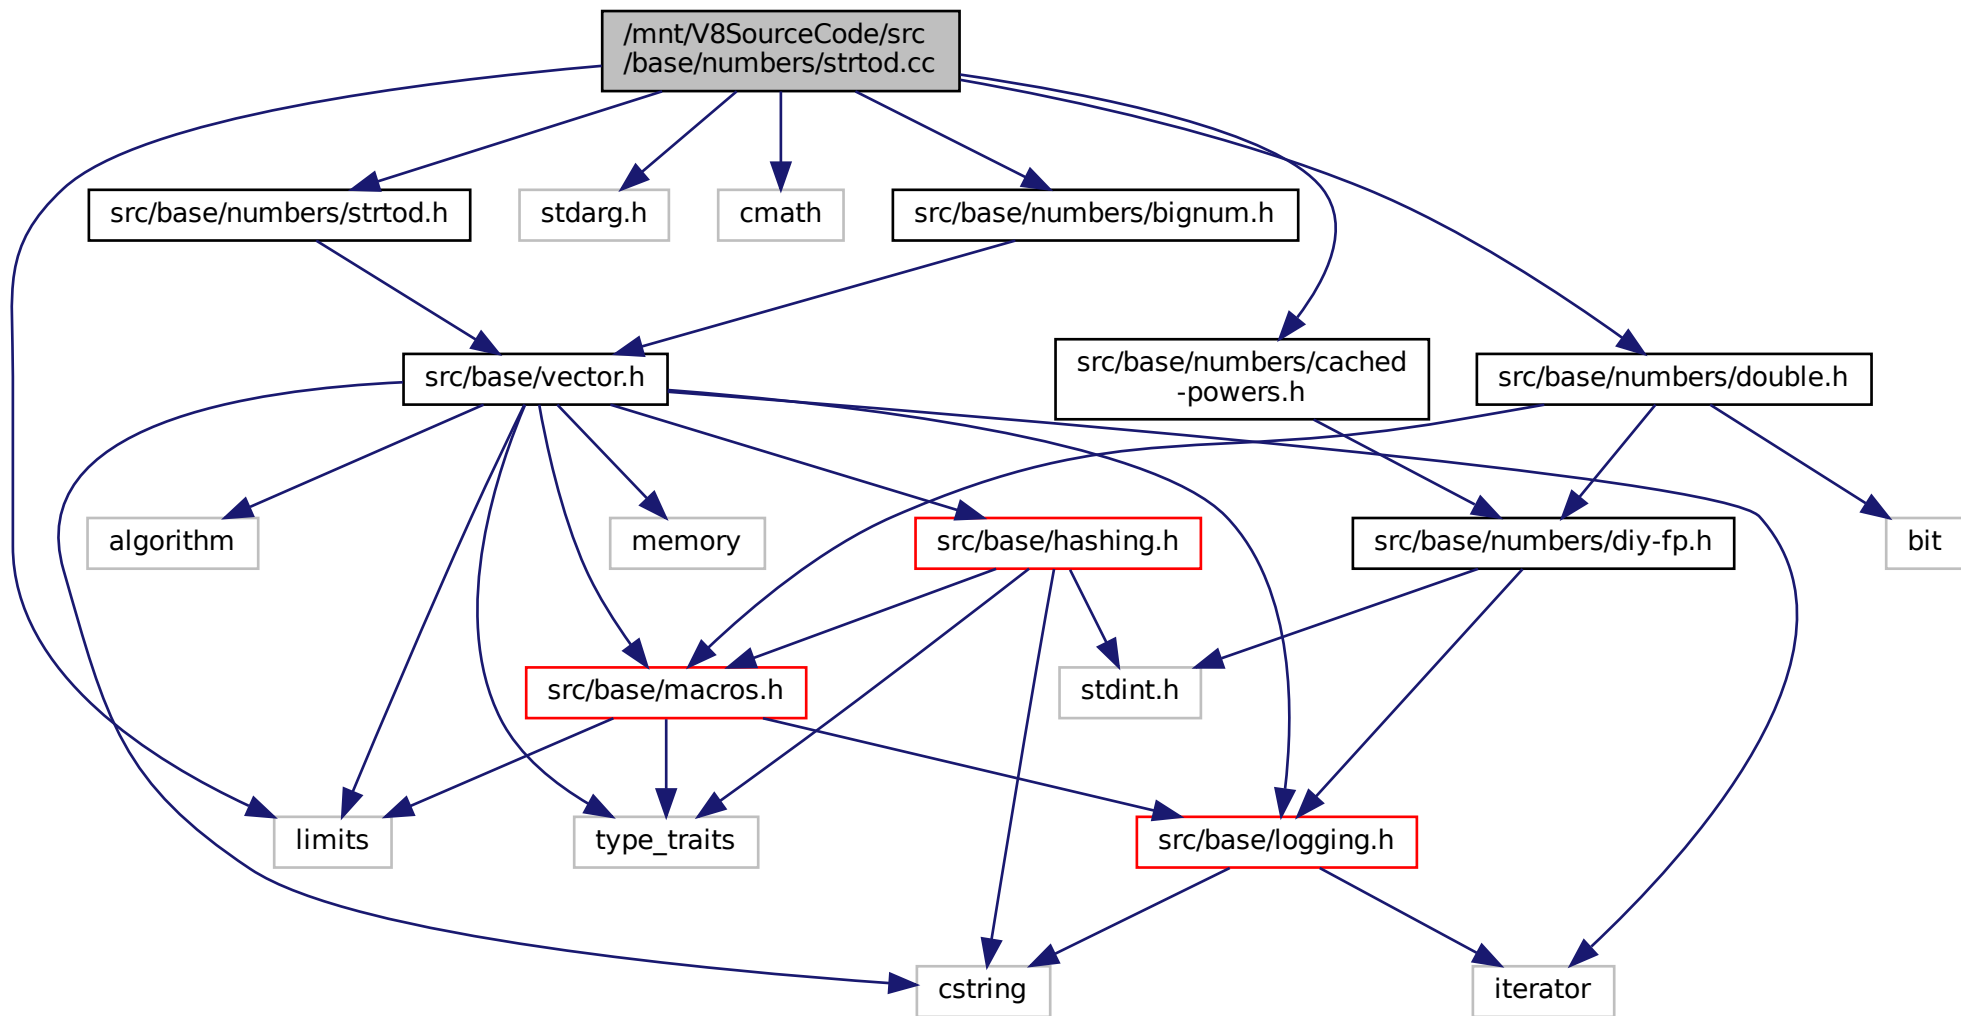 /mnt/V8SourceCode/src
/base/numbers/strtod.cc
src/base/numbers/strtod.h
stdarg.h
cmath
src/base/numbers/bignum.h
src/base/vector.h
src/base/numbers/cached
-powers.h
src/base/numbers/double.h
algorithm
memory
src/base/hashing.h
src/base/numbers/diy-fp.h
bit
src/base/macros.h
stdint.h
limits
type_traits
src/base/logging.h
cstring
iterator